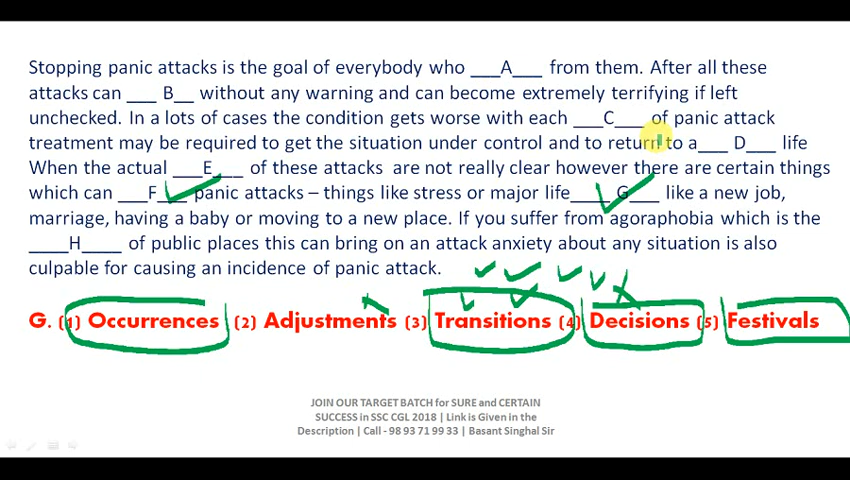 Stopping panic attacks is the goal of everybody who ___A___ from them. After all these
attacks can ___ B__ without any warning and can become extremely terrifying if left
unchecked. In a lots of cases the condition gets worse with each ___C___ of panic attack
treatment may be required to get the situation under control and to return to a___ D___ life
When the actual ___E___ of these attacks are not really clear however there are certain things
which can ___F___ panic attacks – things like stress or major life____G___ like a new job,
marriage, having a baby or moving to a new place. If you suffer from agoraphobia which is the
____H____ of public places this can bring on an attack anxiety about any situation is also
culpable for causing an incidence of panic attack.
G. (1) Occurrences (2) Adjustments (3) Transitions (4) Decisions (5) Festivals
JOIN OUR TARGET BATCH for SURE and CERTAIN
SUCCESS in SSC CGL 2018 | Link is Given in the
Description | Call - 98 93 71 99 33 | Basant Singhal Sir